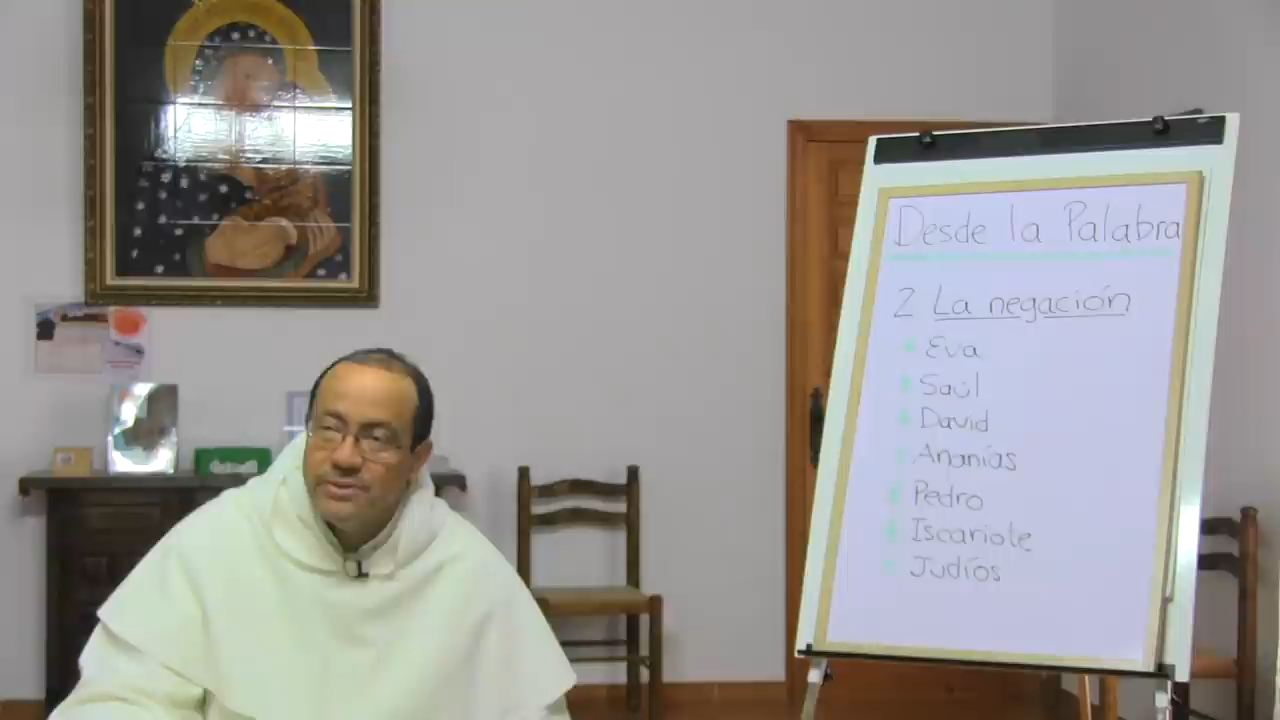 Desde la Palabra
2 La negación
Eva
Saúl
David
Ananías
Pedro
Iscariote
Judíos